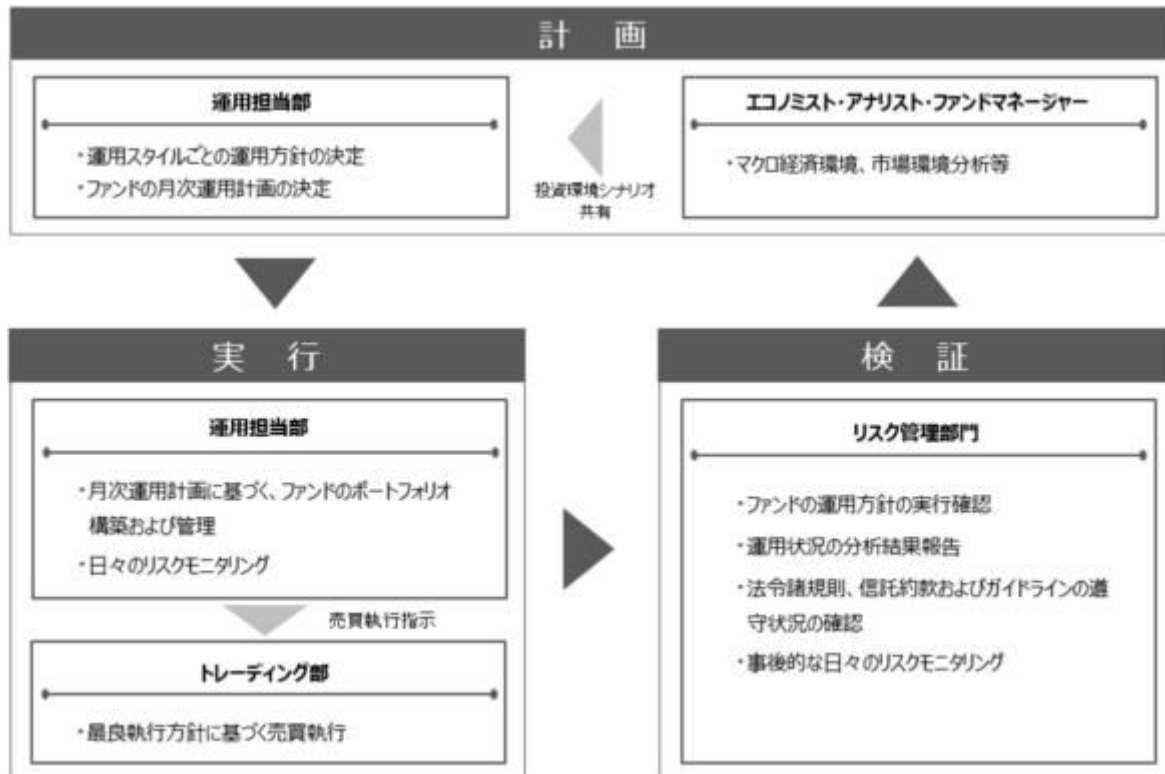 計 画
運用担当部
・運用スタイルごとの運用方針の決定
・ファンドの月次運用計画の決定
投資環境シナリオ
共有
エコノミスト・アナリスト・ファンドマネージャー
・マクロ経済環境、市場環境分析等
実 行
運用担当部
・月次運用計画に基づく、ファンドのポートフォリオ
構築および管理
・日々のリスクモニタリング
売買執行指示
トレーディング部
・最良執行方針に基づく売買執行
検 証
リスク管理部門
・ファンドの運用方針の実行確認
・運用状況の分析結果報告
・法令諸規則、信託約款およびガイドラインの遵
守状況の確認
・事後的な日々のリスクモニタリング